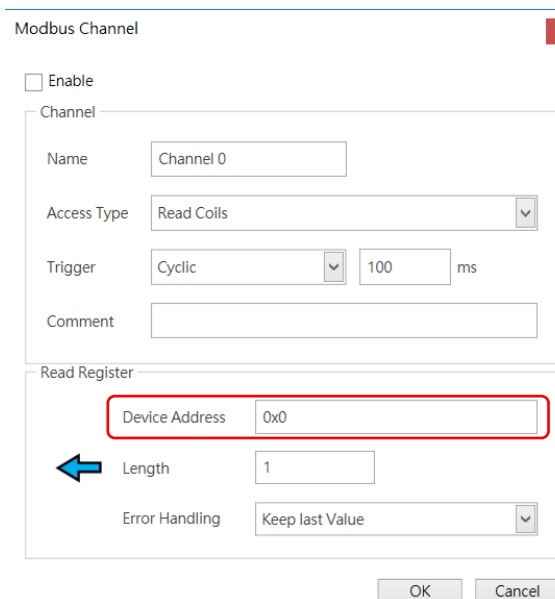 Modbus Channel
Enable
Channel
Name Channel 0
Access Type Read Coils
Trigger Cyclic 100 ms
Comment
Read Register
Device Address 0x0
Length 1
Error Handling Keep last Value
OK Cancel